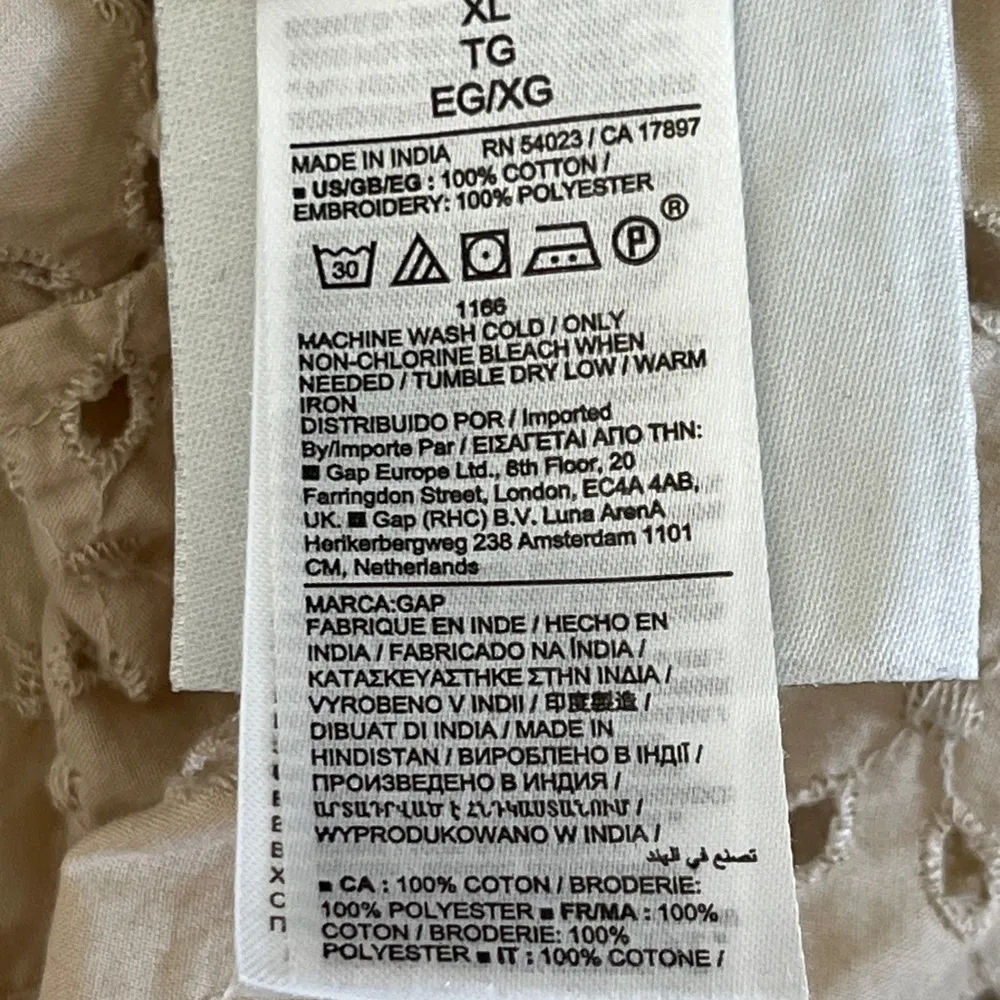 XL
TG
EG/XG
MADE IN INDIA RN 54023 / CA 17897
■ US/GB/EG : 100% COTTON /
EMBROIDERY: 100% POLYESTER
30 P ®
1166
MACHINE WASH COLD / ONLY
NON-CHLORINE BLEACH WHEN
NEEDED / TUMBLE DRY LOW / WARM
IRON
DISTRIBUIDO POR / Imported
By/Importe Par / ΕΙΣΑΓΕΤΑΙ ΑΠΟ ΤΗΝ:
■ Gap Europe Ltd., 8th Floor, 20
Farringdon Street, London, EC4A 4AB,
UK. ■ Gap (RHC) B.V. Luna ArenA
Herikerbergweg 238 Amsterdam 1101
CM, Netherlands
MARCA:GAP
FABRIQUE EN INDE / HECHO EN
INDIA / FABRICADO NA ÍNDIA /
ΚΑΤΑΣΚΕΥΑΣΤΗΚΕ ΣΤΗΝ ΙΝΔΙΑ /
VYROBENO V INDII / 印度製造 /
DIBUAT DI INDIA / MADE IN
HINDISTAN / ВИРОБЛЕНО В ІНДІЇ /
ПРОИЗВЕДЕНО В ИНДИЯ /
ԱՐՏԱԴՐՎԱԾ Է ՀՆԴԿԱՍՏԱՆՈՒՄ /
WYPRODUKOWANO W INDIA /
تصنع في الهند
■ CA : 100% COTON / BRODERIE:
100% POLYESTER ■ FR/MA : 100%
COTON / BRODERIE: 100%
POLYESTER ■ IT : 100% COTONE /